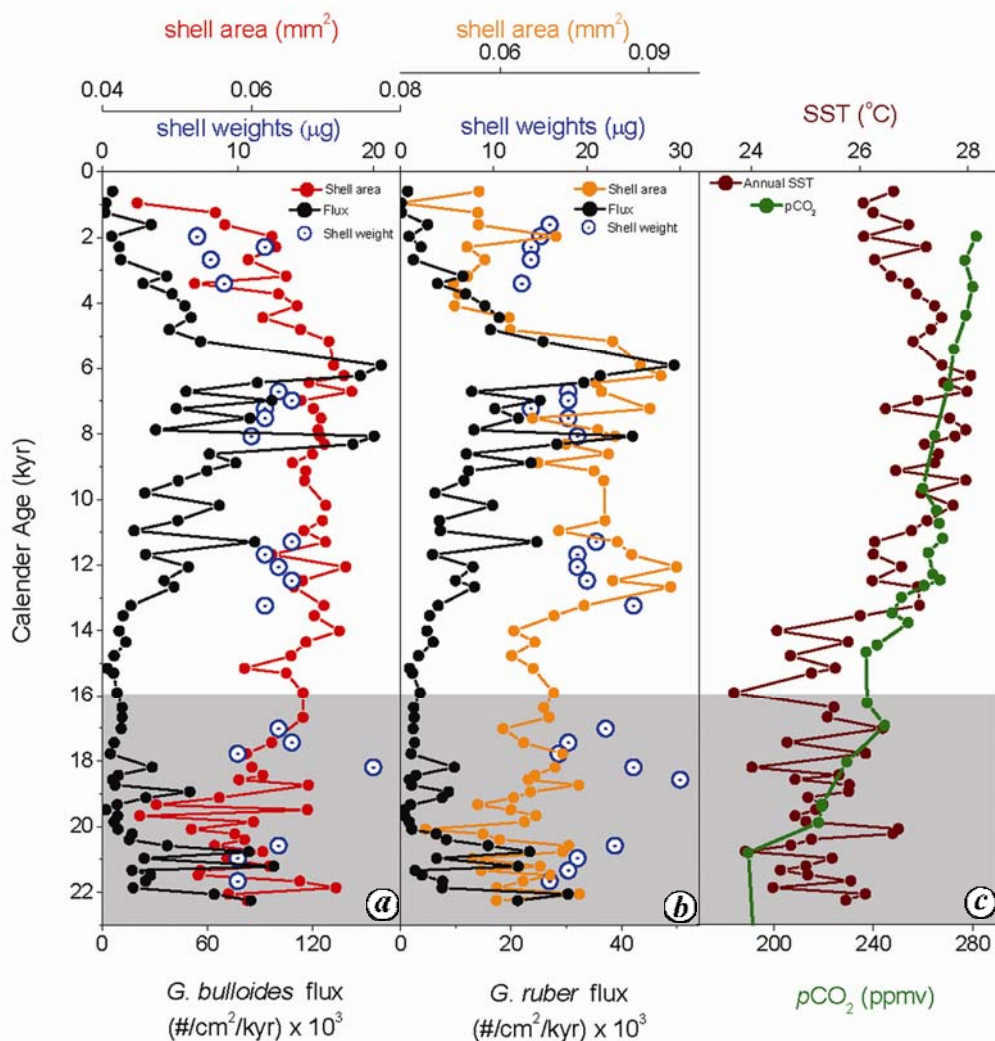 shell area (mm2)
shell area (mm2)
0.06
0.09
0.04
0.06
0.08
shell weights (μg)
shell weights (μg)
SST (°C)
10
20
0
10
20
30
24
26
28
0
2
4
6
8
10
12
14
16
18
20
22
Calender Age (kyr)
Shell area
Flux
Shell weight
Shell area
Flux
Shell weight
Annual SST
pCO2
a
b
c
0
60
120
0
20
40
200
240
280
G. bulloides flux
(#/cm2/kyr) x 103
G. ruber flux
(#/cm2/kyr) x 103
pCO2 (ppmv)